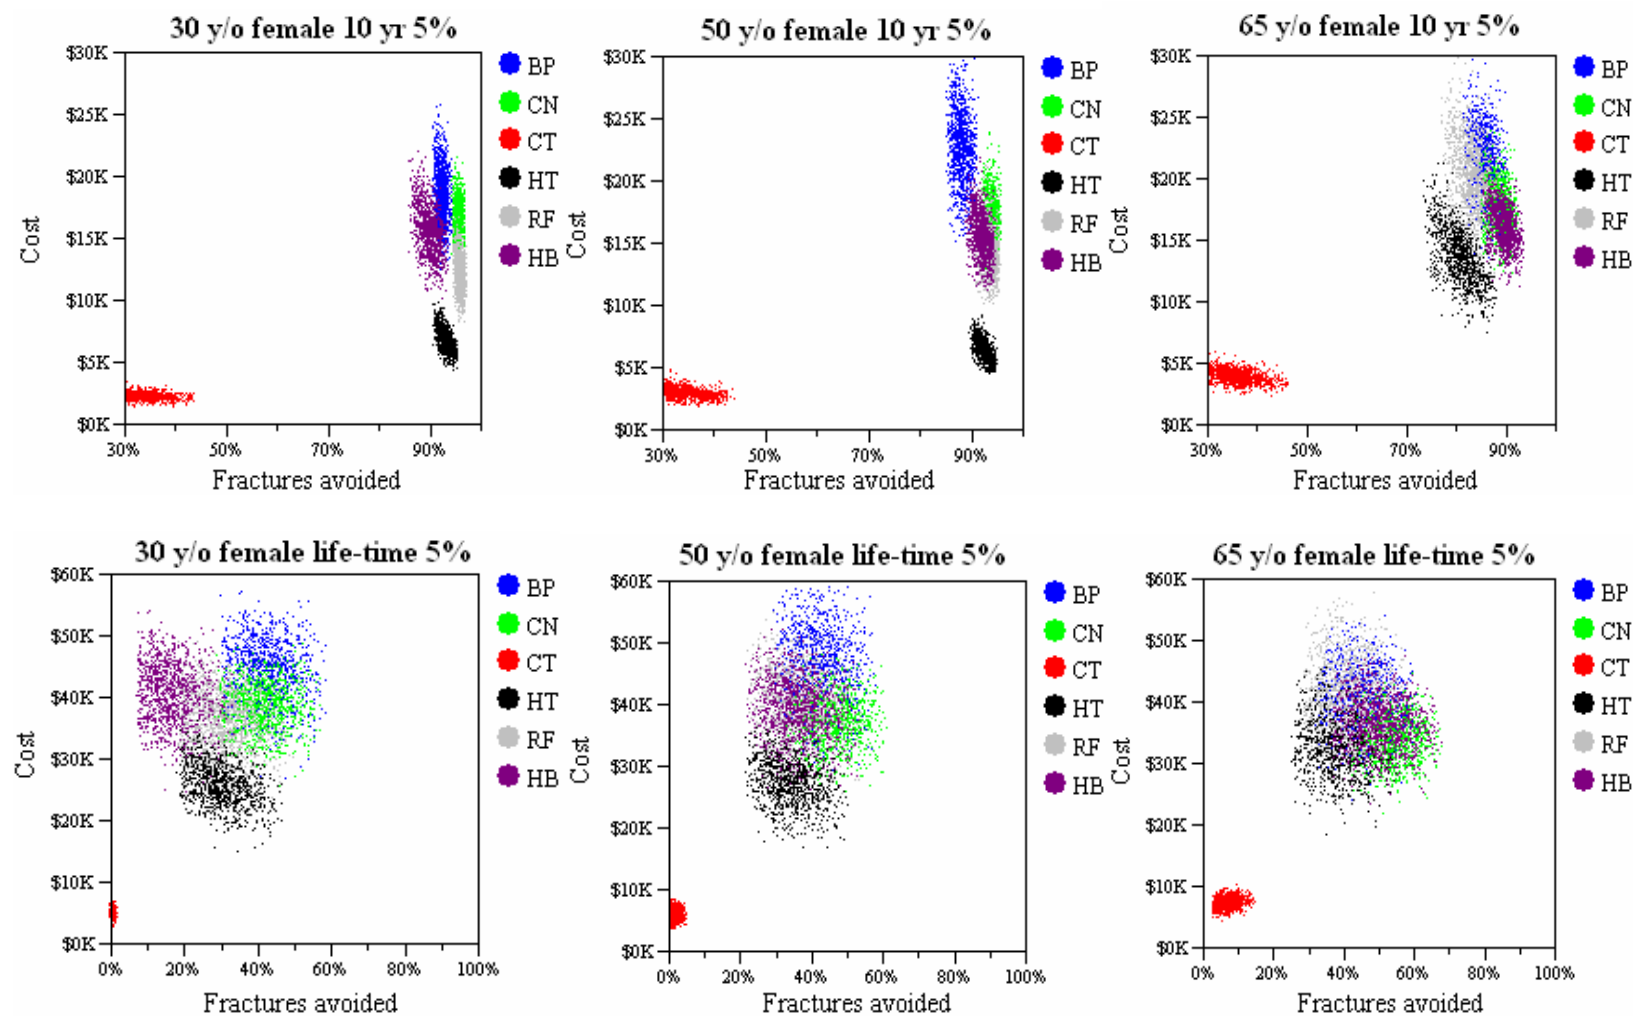 30 y/o female 10 yr 5%
$30K
$25K
$20K
$15K
$10K
$5K
$0K
Cost
30%
50%
70%
90%
Fractures avoided
BP
CN
CT
HT
RF
HB
50 y/o female 10 yr 5%
$30K
$25K
$20K
$15K
$10K
$5K
$0K
Cost
30%
50%
70%
90%
Fractures avoided
BP
CN
CT
HT
RF
HB
65 y/o female 10 yr 5%
$30K
$25K
$20K
$15K
$10K
$5K
$0K
Cost
30%
50%
70%
90%
Fractures avoided
BP
CN
CT
HT
RF
HB
30 y/o female life-time 5%
$60K
$50K
$40K
$30K
$20K
$10K
$0K
Cost
0%
20%
40%
60%
80%
100%
Fractures avoided
BP
CN
CT
HT
RF
HB
50 y/o female life-time 5%
$60K
$50K
$40K
$30K
$20K
$10K
$0K
Cost
0%
20%
40%
60%
80%
100%
Fractures avoided
BP
CN
CT
HT
RF
HB
65 y/o female life-time 5%
$60K
$50K
$40K
$30K
$20K
$10K
$0K
Cost
0%
20%
40%
60%
80%
100%
Fractures avoided
BP
CN
CT
HT
RF
HB